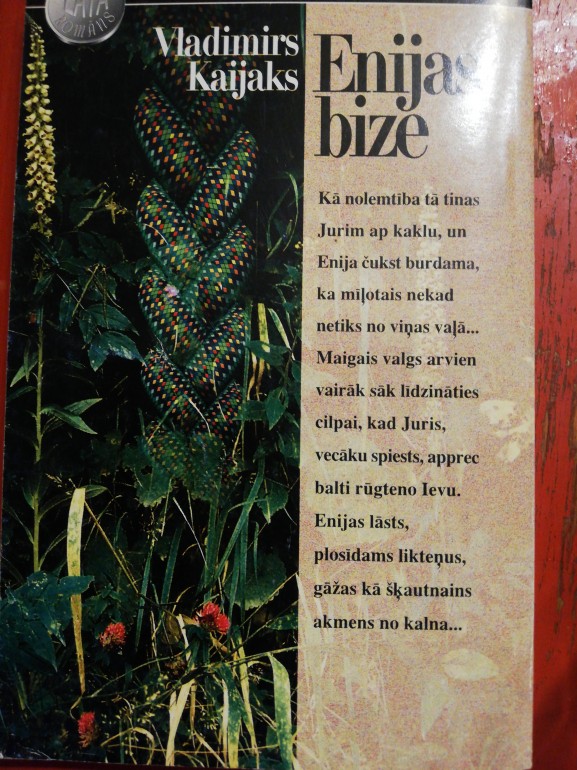 LATA
ROMĀNS
Vladimirs
Kaijaks
Enijas
bize
Kā nolemtība tā tinas
Jurim ap kaklu, un
Enija čukst burdama,
ka mīļotais nekad
netiks no viņas vaļā...
Maigais valgs arvien
vairāk sāk līdzināties
cilpai, kad Juris,
vecāku spiests, apprec
balti rūgteno Ievu.
Enijas lāsts,
plosīdams likteņus,
gāžas kā šķautnains
akmens no kalna...